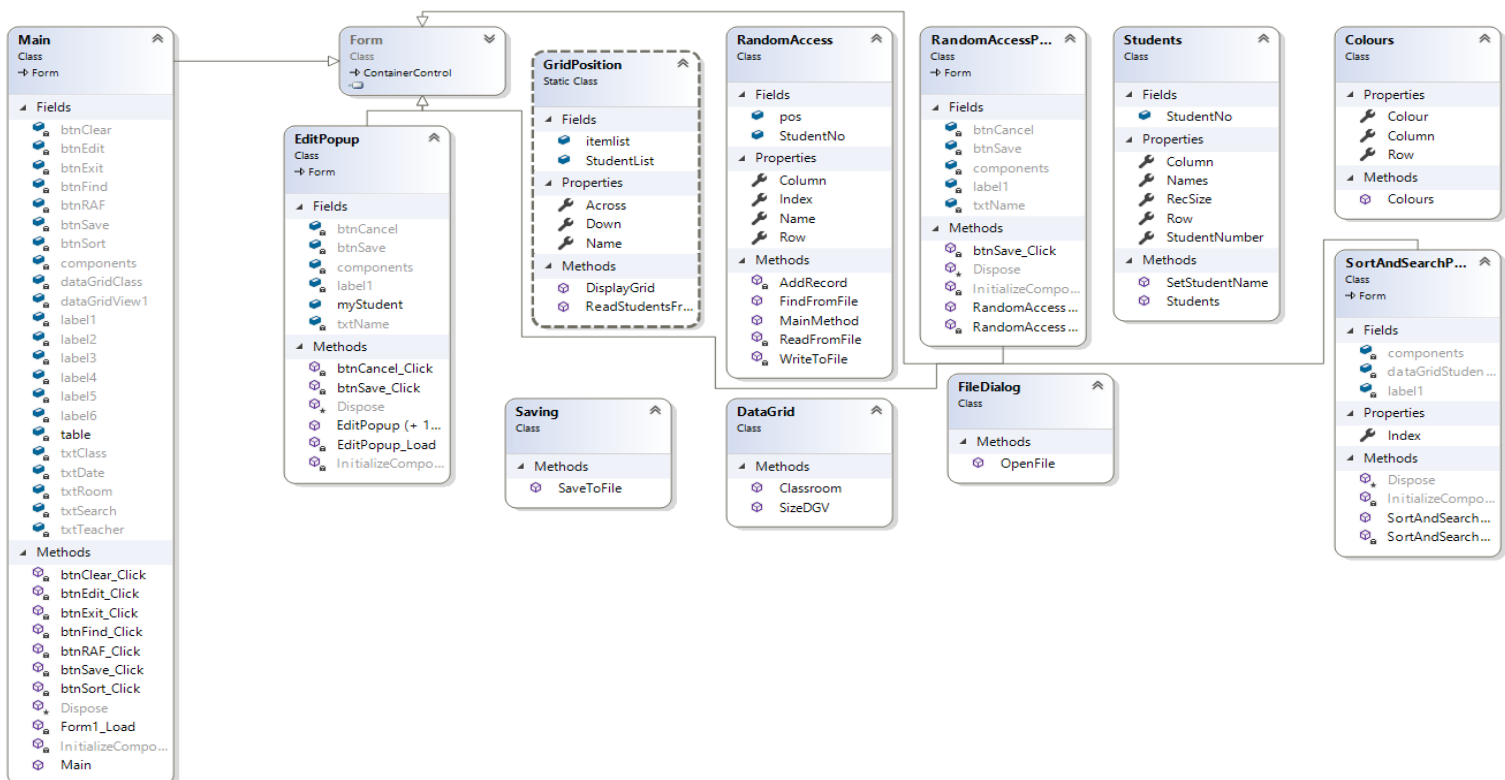 Main
Class
Form
Fields
btnClear
btnEdit
btnExit
btnFind
btnRAF
btnSave
btnSort
components
dataGridClass
dataGridView1
label1
label2
label3
label4
label5
label6
table
txtClass
txtDate
txtRoom
txtSearch
txtTeacher
Methods
btnClear_Click
btnEdit_Click
btnExit_Click
btnFind_Click
btnRAF_Click
btnSave_Click
btnSort_Click
Dispose
Form1_Load
InitializeCompo...
Main
Form
Class
ContainerControl
EditPopup
Class
Form
Fields
btnCancel
btnSave
components
label1
myStudent
txtName
Methods
btnCancel_Click
btnSave_Click
Dispose
EditPopup (+ 1...
EditPopup_Load
InitializeCompo...
GridPosition
Static Class
Fields
itemlist
StudentList
Properties
Across
Down
Name
Methods
DisplayGrid
ReadStudentsFr...
Saving
Class
Methods
SaveToFile
RandomAccess
Class
Fields
pos
StudentNo
Properties
Column
Index
Name
Row
Methods
AddRecord
FindFromFile
MainMethod
ReadFromFile
WriteToFile
DataGrid
Class
Methods
Classroom
SizeDGV
RandomAccessP...
Class
Form
Fields
btnCancel
btnSave
components
label1
txtName
Methods
btnSave_Click
Dispose
InitializeCompo...
RandomAccess...
RandomAccess...
FileDialog
Class
Methods
OpenFile
Students
Class
Fields
StudentNo
Properties
Column
Names
RecSize
Row
StudentNumber
Methods
SetStudentName
Students
Colours
Class
Properties
Colour
Column
Row
Methods
Colours
SortAndSearchP...
Class
Form
Fields
components
dataGridStuden...
label1
Properties
Index
Methods
Dispose
InitializeCompo...
SortAndSearch...
SortAndSearch...